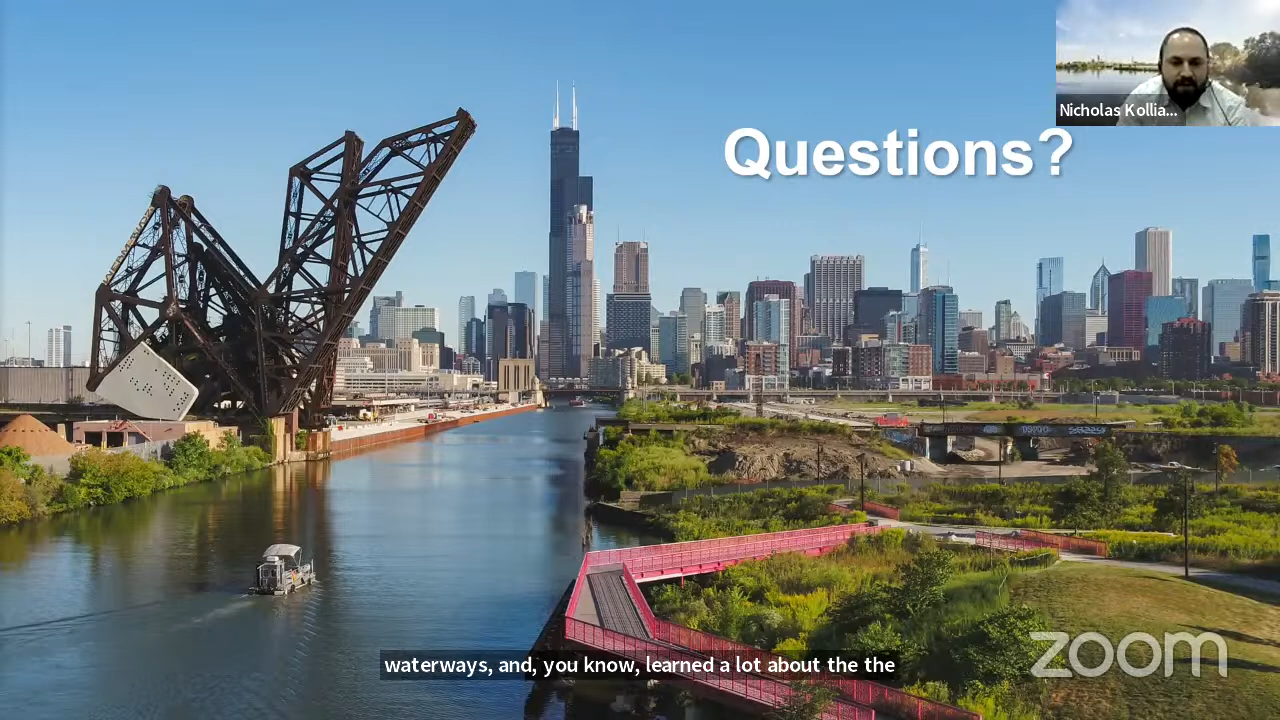 Nicholas Kollia...
Questions?
waterways, and, you know, learned a lot about the the
zoom